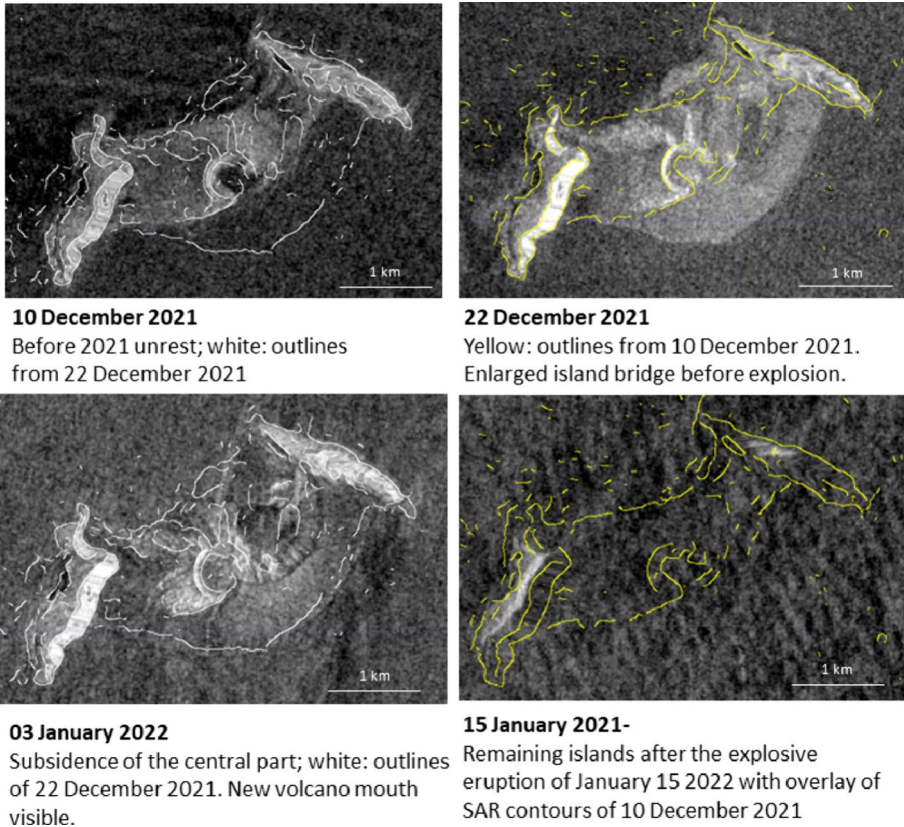 1 km
1 km
10 December 2021
Before 2021 unrest; white: outlines
from 22 December 2021
22 December 2021
Yellow: outlines from 10 December 2021.
Enlarged island bridge before explosion.
1 km
1 km
03 January 2022
Subsidence of the central part; white: outlines
of 22 December 2021. New volcano mouth
visible.
15 January 2021-
Remaining islands after the explosive
eruption of January 15 2022 with overlay of
SAR contours of 10 December 2021